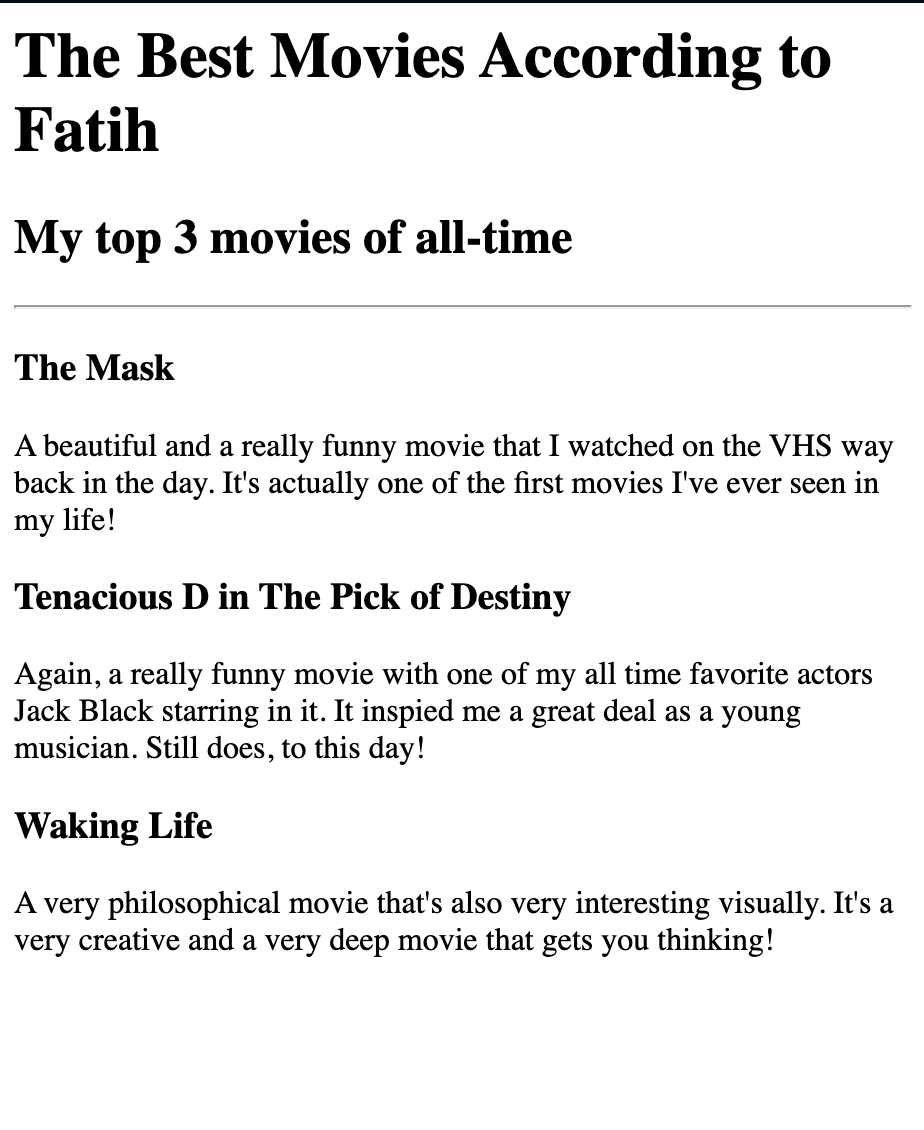 The Best Movies According to
Fatih
My top 3 movies of all-time
The Mask
A beautiful and a really funny movie that I watched on the VHS way
back in the day. It's actually one of the first movies I've ever seen in
my life!
Tenacious D in The Pick of Destiny
Again, a really funny movie with one of my all time favorite actors
Jack Black starring in it. It inspied me a great deal as a young
musician. Still does, to this day!
Waking Life
A very philosophical movie that's also very interesting visually. It's a
very creative and a very deep movie that gets you thinking!